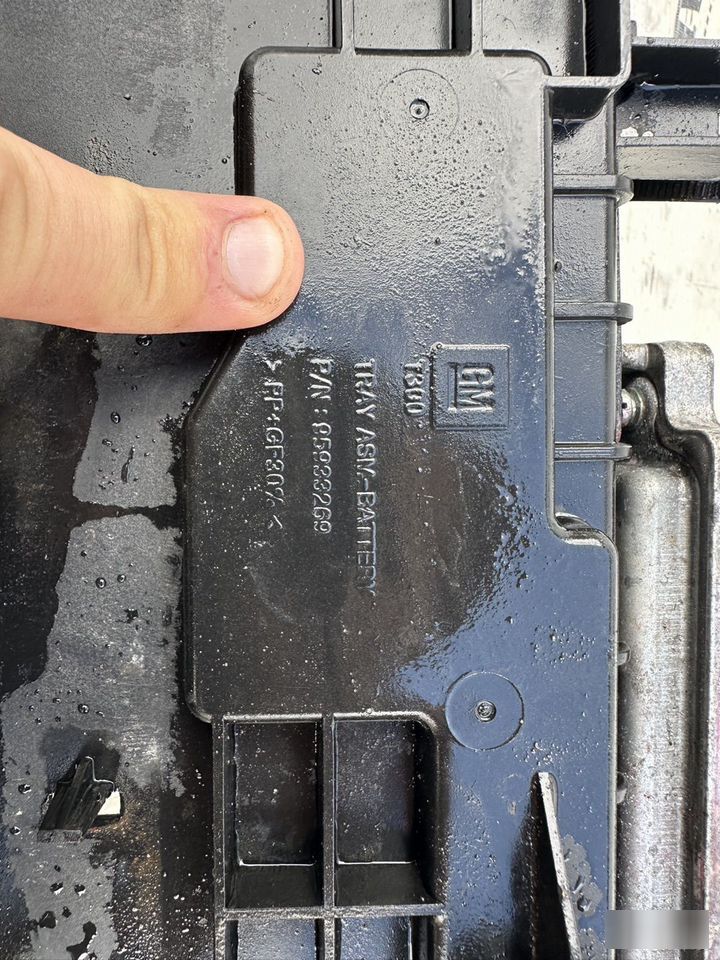 GM
T300
TRAY ASM-BATTERY
P/N : 95933269
>PP+GF30%<